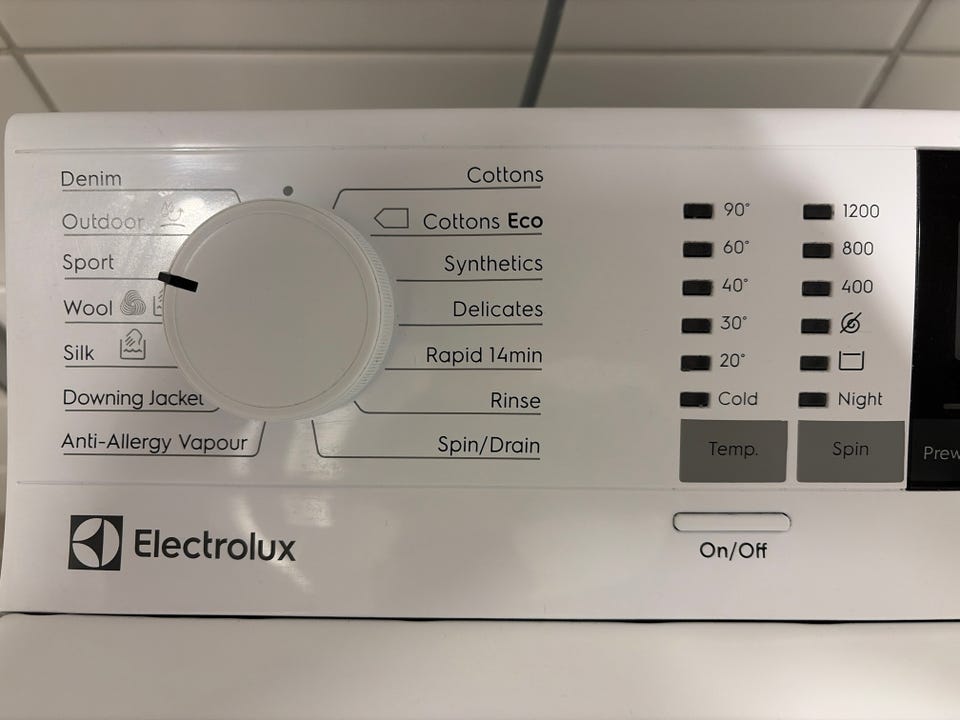 Denim
Outdoor
Sport
Wool
Silk
Downing Jacket
Anti-Allergy Vapour
Cottons
Cottons Eco
Synthetics
Delicates
Rapid 14min
Rinse
Spin/Drain
90°
60°
40°
30°
20°
Cold
Temp.
1200
800
400
Night
Spin
Electrolux
On/Off